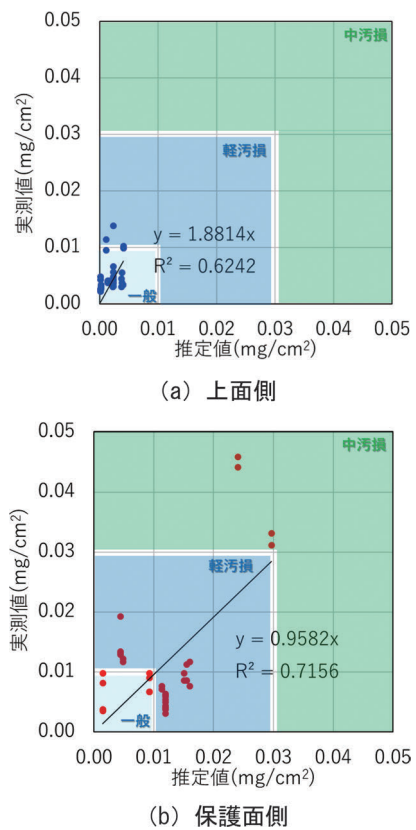 0.05
中汚損
0.04
実測値(mg/cm²)
0.03
軽汚損
0.02
y = 1.8814x
0.01
R² = 0.6242
一般
0.00
0.00 0.01 0.02 0.03 0.04 0.05
推定値(mg/cm²)
(a) 上面側
0.05
中汚損
0.04
実測値(mg/cm²)
0.03
軽汚損
0.02
y = 0.9582x
0.01
R² = 0.7156
一般
0.00
0.00 0.01 0.02 0.03 0.04 0.05
推定値(mg/cm²)
(b) 保護面側